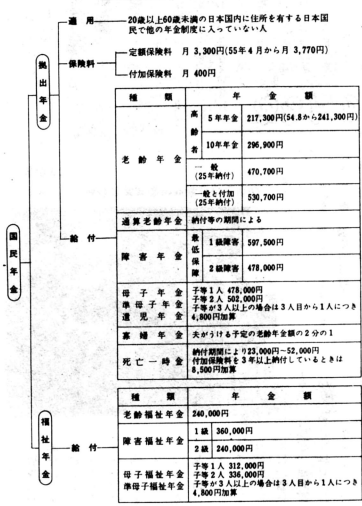 国民年金
拠出年金
適用
20歳以上60歳未満の日本国内に住所を有する日本国
民で他の年金制度に入っていない人
保険料
定額保険料 月 3,300円(55年4月から月 3,770円)
付加保険料 月 400円
給付
種類 年金額
老齢年金
高齢者
5年年金 217,300円(54.8から241,300円)
10年年金 296,900円
一般
(25年納付) 470,700円
一般と付加
(25年納付) 530,700円
通算老齢年金 納付等の期間による
障害年金
最低保障
1級障害 597,500円
2級障害 478,000円
母子年金
準母子年金
遺児年金
子等1人 478,000円
子等2人 502,000円
子等が3人以上の場合は3人目から1人につき
4,800円加算
寡婦年金 夫がうける予定の老齢年金額の2分の1
死亡一時金
納付期間により23,000円~52,000円
付加保険料を3年以上納付しているときは
8,500円加算
福祉年金
給付
種類 年金額
老齢福祉年金 240,000円
障害福祉年金
1級 360,000円
2級 240,000円
母子福祉年金
準母子福祉年金
子等1人 312,000円
子等2人 336,000円
子等が3人以上の場合は3人目から1人につき
4,800円加算